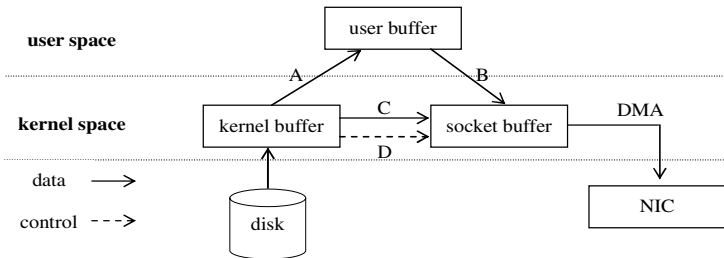 user space
user buffer
A
B
kernel space
kernel buffer
C
D
socket buffer
DMA
data
control
disk
NIC